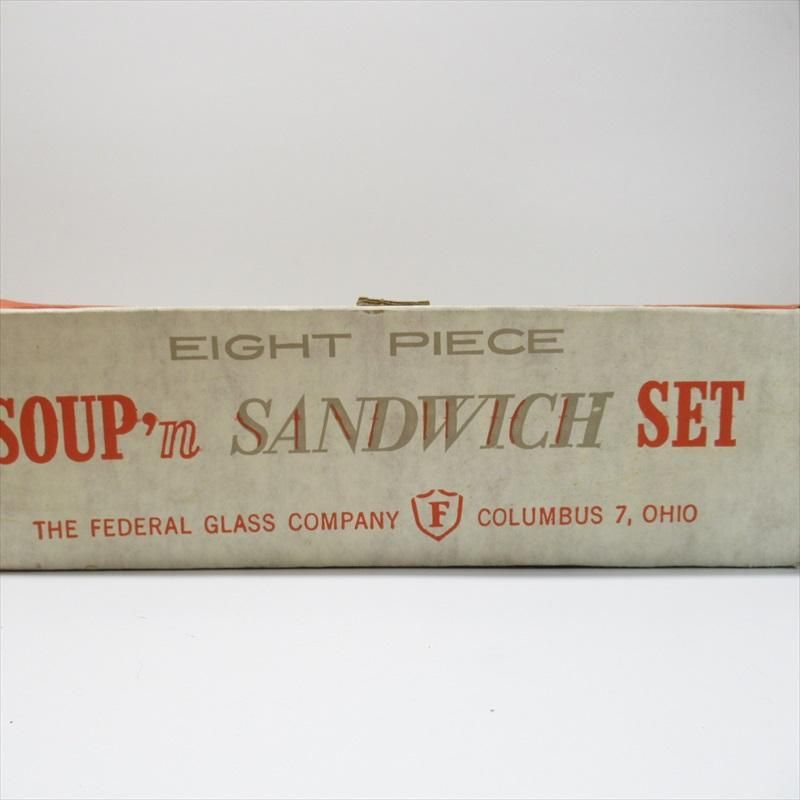 EIGHT PIECE
SOUP'n SANDWICH SET
THE FEDERAL GLASS COMPANY F COLUMBUS 7, OHIO